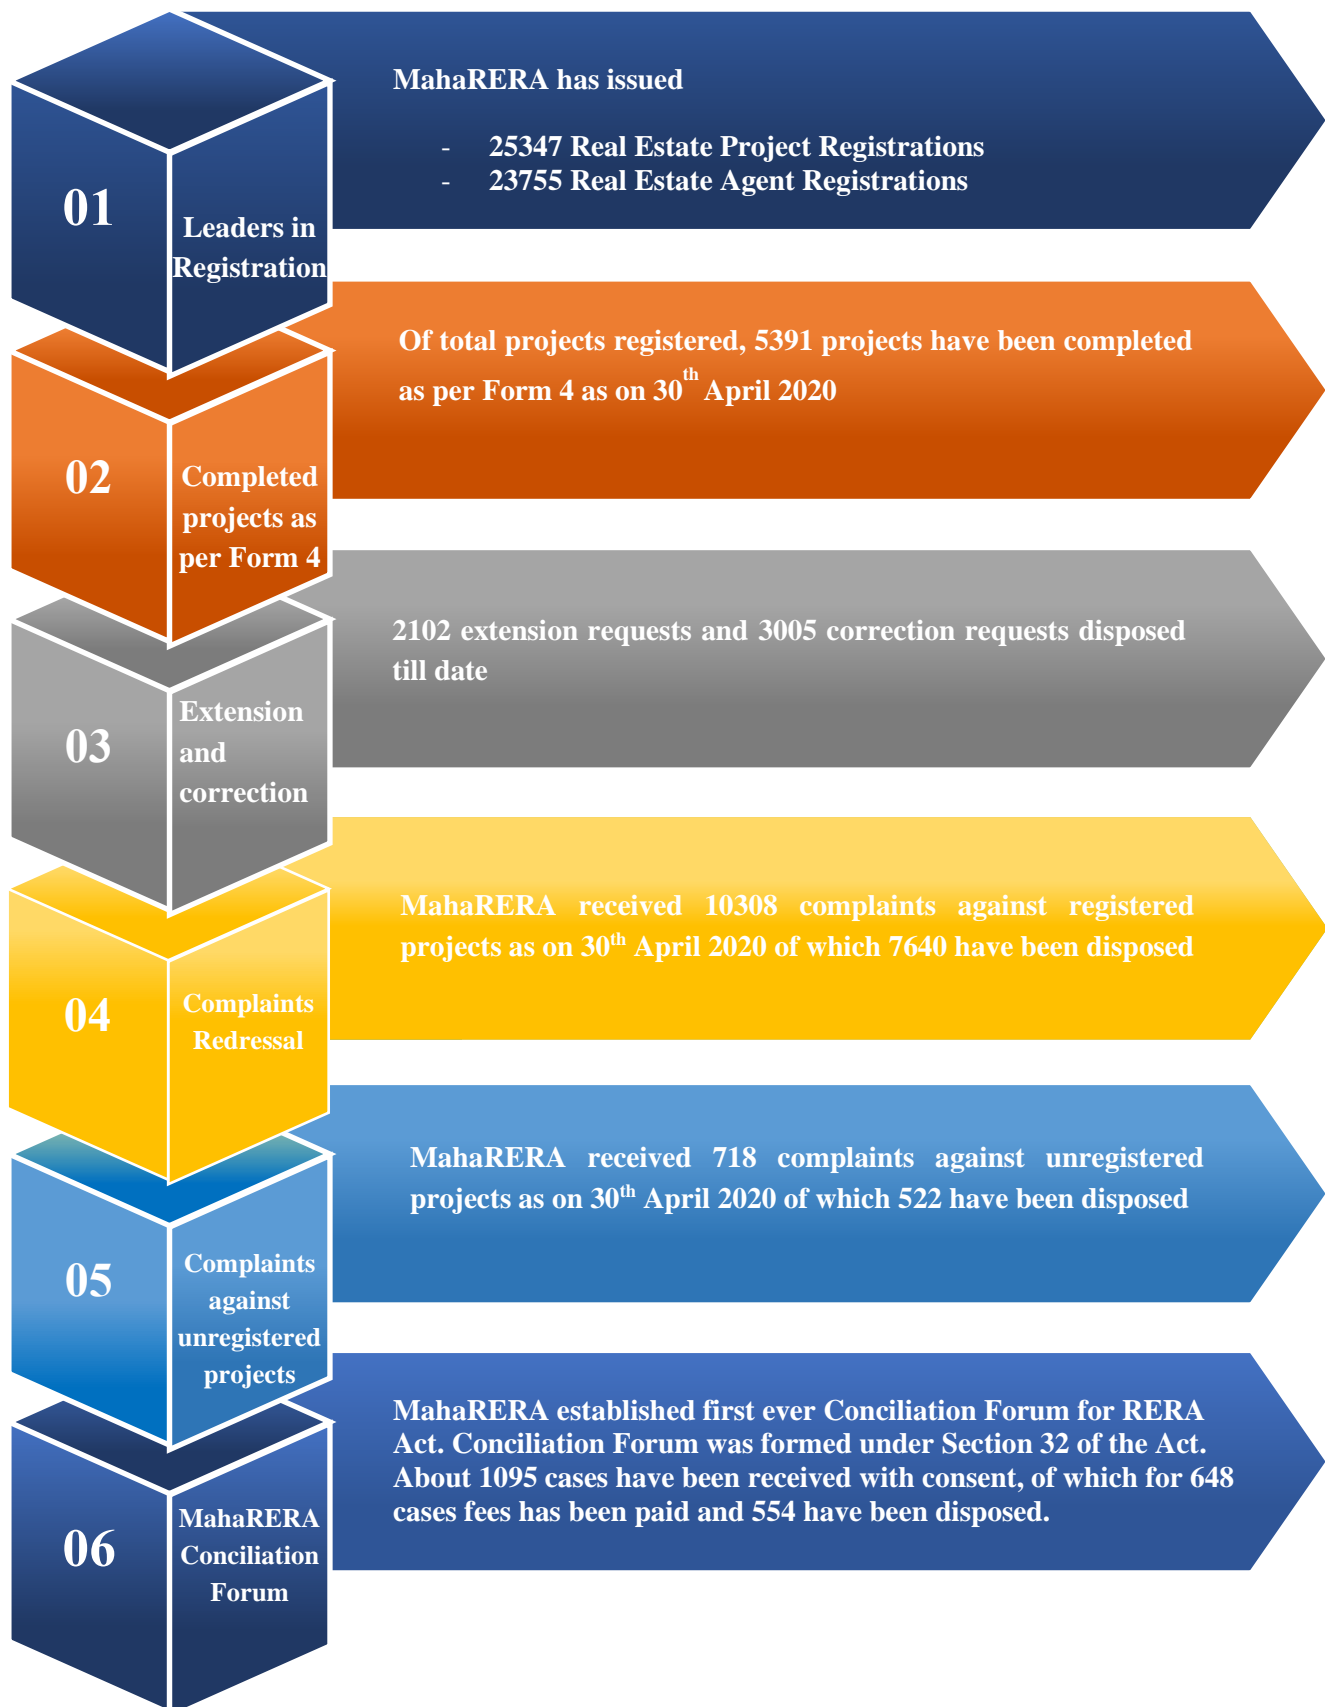 MahaRERA has issued
- 25347 Real Estate Project Registrations
- 23755 Real Estate Agent Registrations
01
Leaders in
Registration
Of total projects registered, 5391 projects have been completed
as per Form 4 as on 30th April 2020
02
Completed
projects as
per Form 4
2102 extension requests and 3005 correction requests disposed
till date
03
Extension
and
correction
MahaRERA received 10308 complaints against registered
projects as on 30th April 2020 of which 7640 have been disposed
04
Complaints
Redressal
MahaRERA received 718 complaints against unregistered
projects as on 30th April 2020 of which 522 have been disposed
05
Complaints
against
unregistered
projects
MahaRERA established first ever Conciliation Forum for RERA
Act. Conciliation Forum was formed under Section 32 of the Act.
About 1095 cases have been received with consent, of which for 648
cases fees has been paid and 554 have been disposed.
06
MahaRERA
Conciliation
Forum